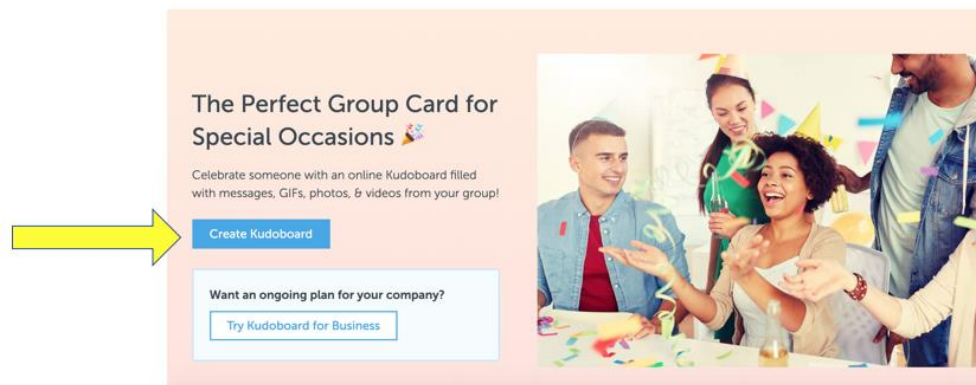 The Perfect Group Card for
Special Occasions 🎉
Celebrate someone with an online Kudoboard filled
with messages, GIFs, photos, & videos from your group!
Create Kudoboard
Want an ongoing plan for your company?
Try Kudoboard for Business